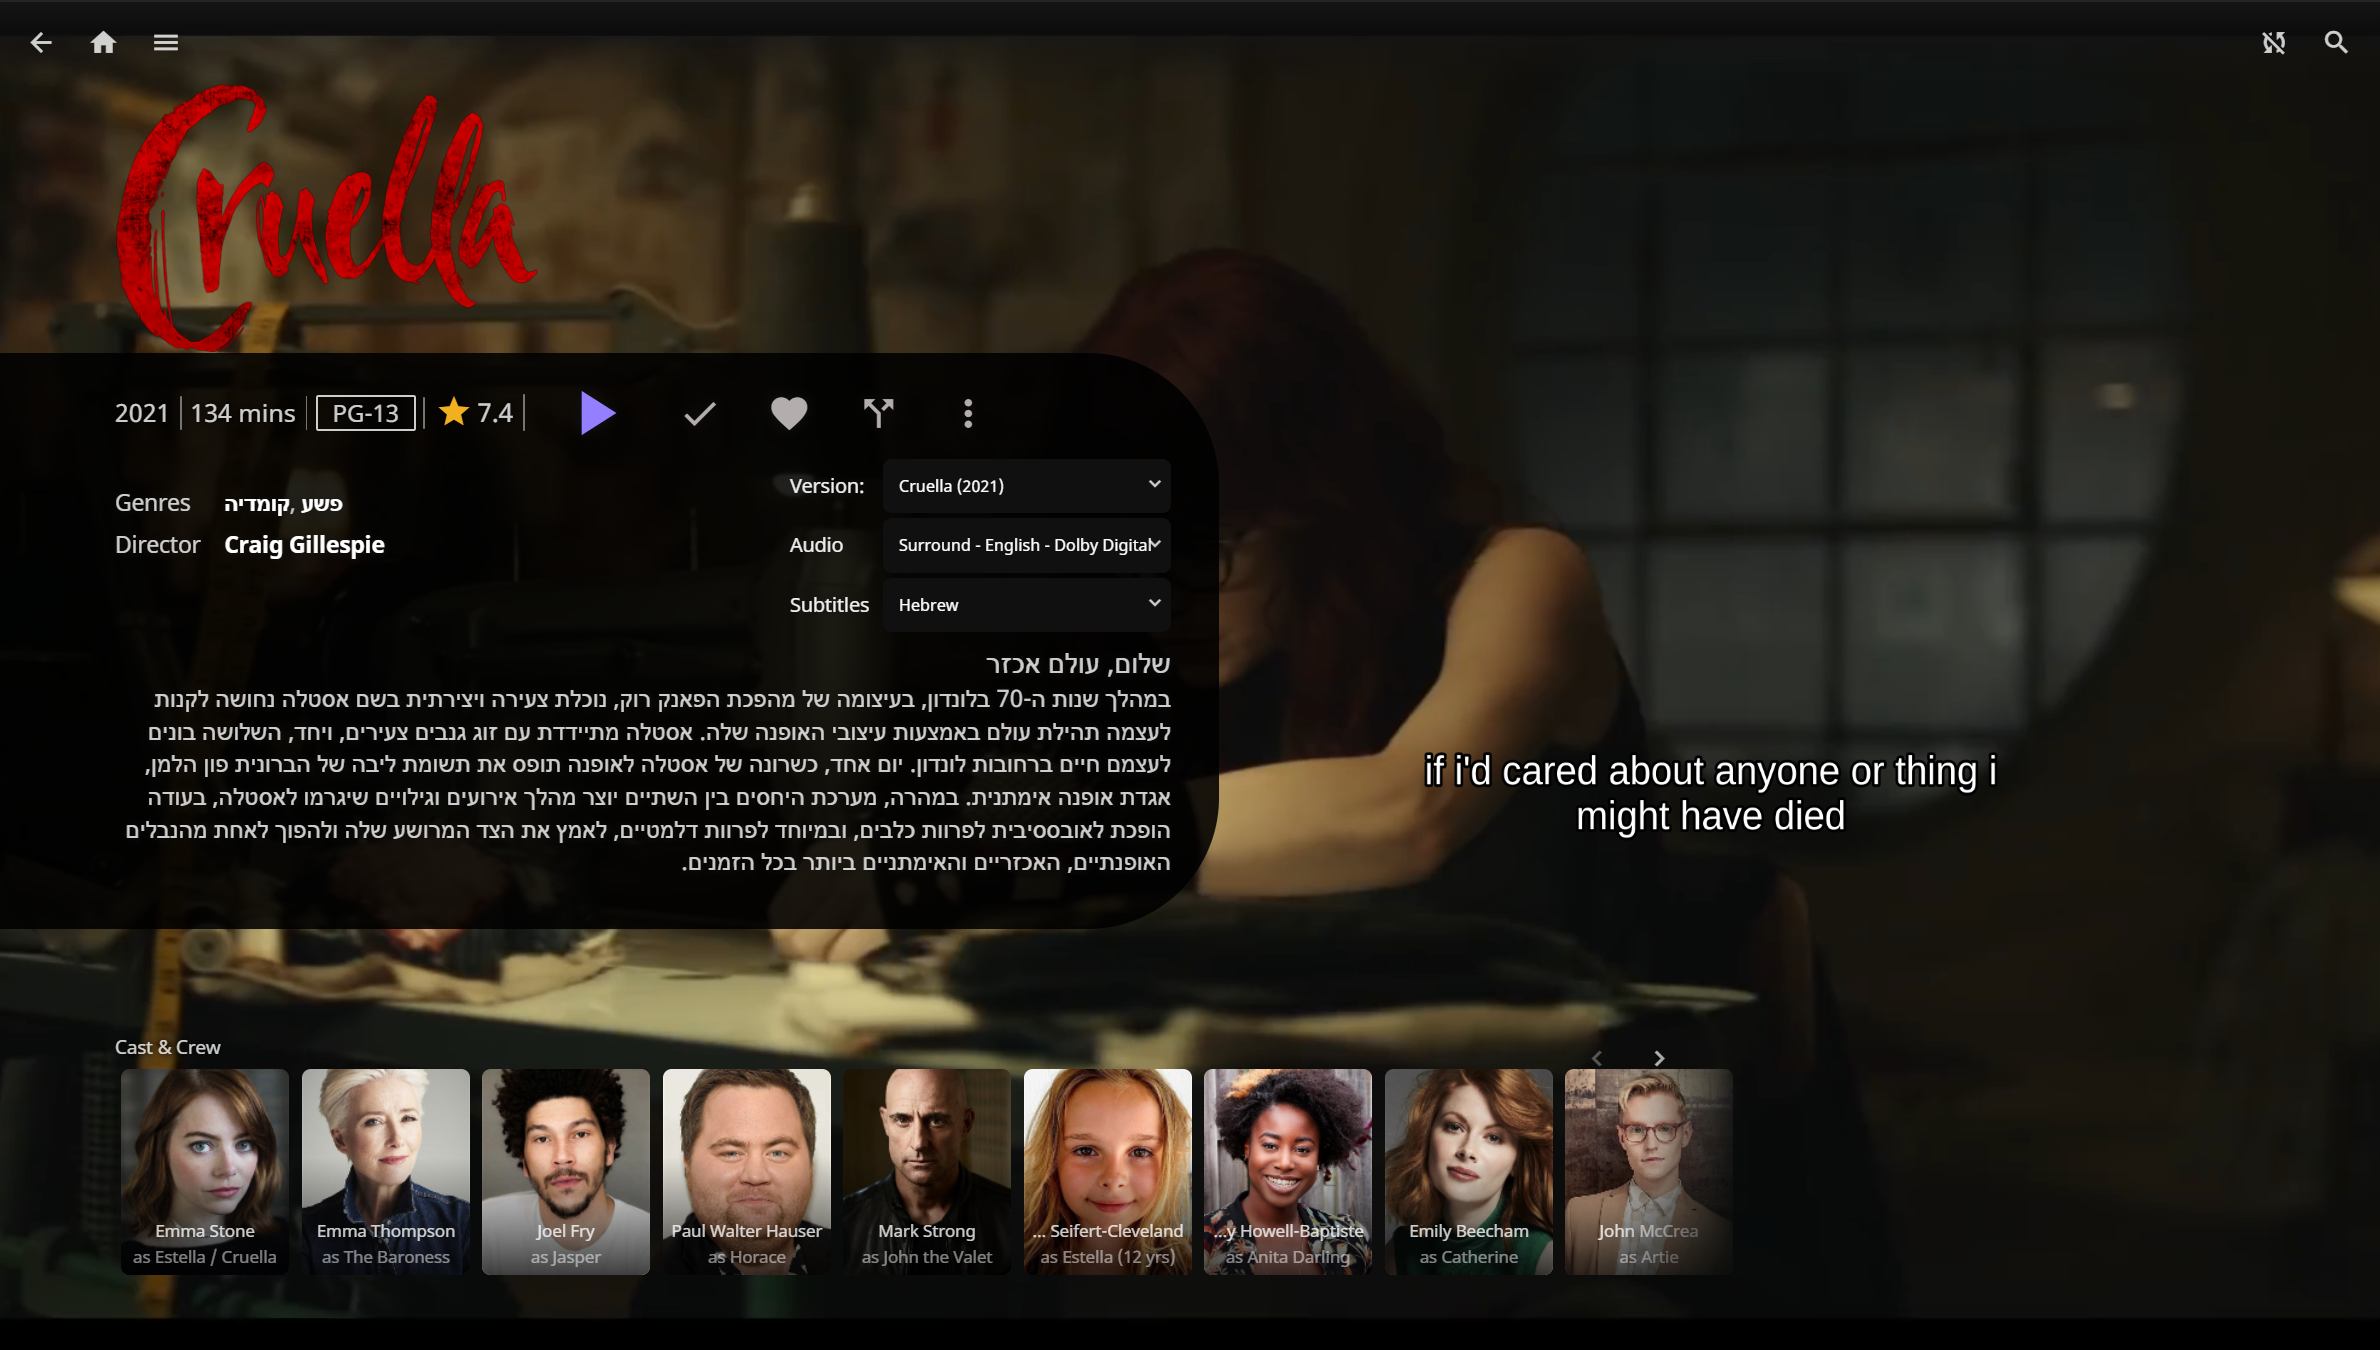 Cruella
2021
134 mins
PG-13
7.4
Genres
פשע, קומדיה
Director
Craig Gillespie
Version:
Cruella (2021)
Audio
Surround - English - Dolby Digital
Subtitles
Hebrew
שלום, עולם אכזר
במהלך שנות ה-70 בלונדון, בעיצומה של מהפכת הפאנק רוק, נוכלת צעירה ויצירתית בשם אסטלה נחושה לקנות
לעצמה תהילת עולם באמצעות עיצובי האופנה שלה. אסטלה מתיידדת עם זוג גנבים צעירים, ויחד, השלושה בונים
לעצמם חיים ברחובות לונדון. יום אחד, כשרונה של אסטלה לאופנה תופס את תשומת ליבה של הברונית פון הלמן,
אגדת אופנה אימתנית. במהרה, מערכת היחסים בין השתיים יוצר מהלך אירועים וגילויים שיגרמו לאסטלה, בעודה
הופכת לאובססיבית לפרוות כלבים, ובמיוחד לפרוות דלמטיים, לאמץ את הצד המרושע שלה ולהפוך לאחת מהנבלים
האופנתיים, האכזריים והאימתניים ביותר בכל הזמנים.
if i'd cared about anyone or thing i
might have died
Cast & Crew
Emma Stone
as Estella / Cruella
Emma Thompson
as The Baroness
Joel Fry
as Jasper
Paul Walter Hauser
as Horace
Mark Strong
as John the Valet
... Seifert-Cleveland
as Estella (12 yrs)
...y Howell-Baptiste
as Anita Darling
Emily Beecham
as Catherine
John McCrea
as Artie